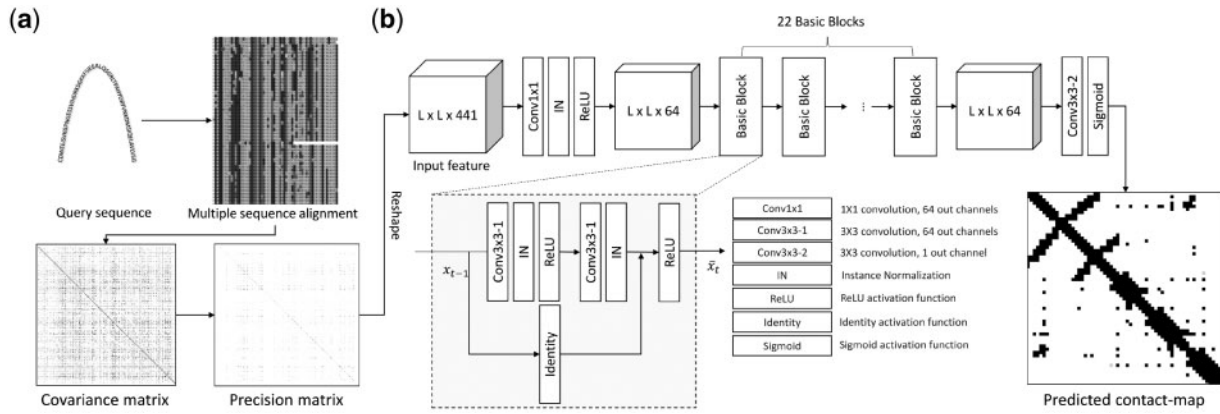 (a)
Query sequence
Multiple sequence alignment
Covariance matrix
Precision matrix
Reshape
(b)
22 Basic Blocks
L x L x 441
Input feature
Conv1x1
IN
ReLU
L x L x 64
Basic Block
Basic Block
...
Basic Block
L x L x 64
Conv3x3-2
Sigmoid
xₜ₋₁
Conv3x3-1
IN
ReLU
Conv3x3-1
IN
ReLU
Identity
x̄ₜ
Conv1x1 1X1 convolution, 64 out channels
Conv3x3-1 3X3 convolution, 64 out channels
Conv3x3-2 3X3 convolution, 1 out channel
IN Instance Normalization
ReLU ReLU activation function
Identity Identity activation function
Sigmoid Sigmoid activation function
Predicted contact-map